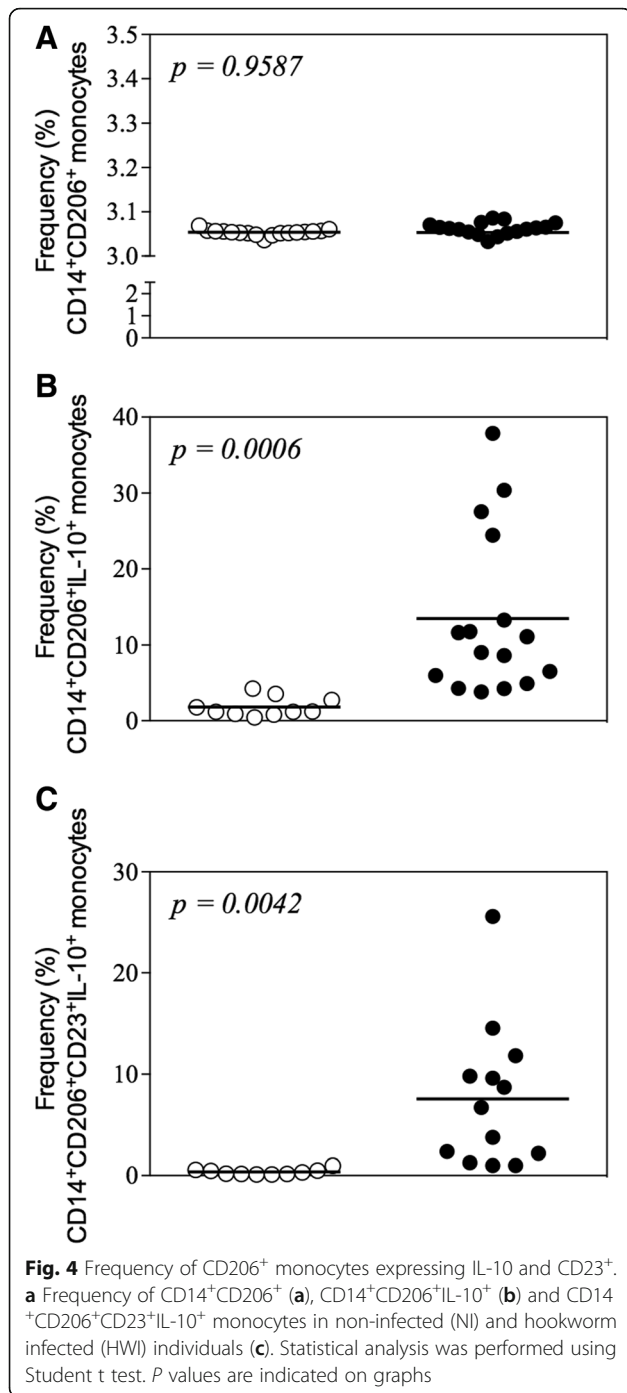 A
Frequency (%)
CD14⁺CD206⁺ monocytes
3.5
3.4
3.3
3.2
3.1
3.0
2
1
0
p = 0.9587
B
Frequency (%)
CD14⁺CD206⁺IL-10⁺ monocytes
40
30
20
10
0
p = 0.0006
C
Frequency (%)
CD14⁺CD206⁺CD23⁺IL-10⁺ monocytes
30
20
10
0
p = 0.0042
Fig. 4 Frequency of CD206⁺ monocytes expressing IL-10 and CD23⁺.
a Frequency of CD14⁺CD206⁺ (a), CD14⁺CD206⁺IL-10⁺ (b) and CD14
⁺CD206⁺CD23⁺IL-10⁺ monocytes in non-infected (NI) and hookworm
infected (HWI) individuals (c). Statistical analysis was performed using
Student t test. P values are indicated on graphs